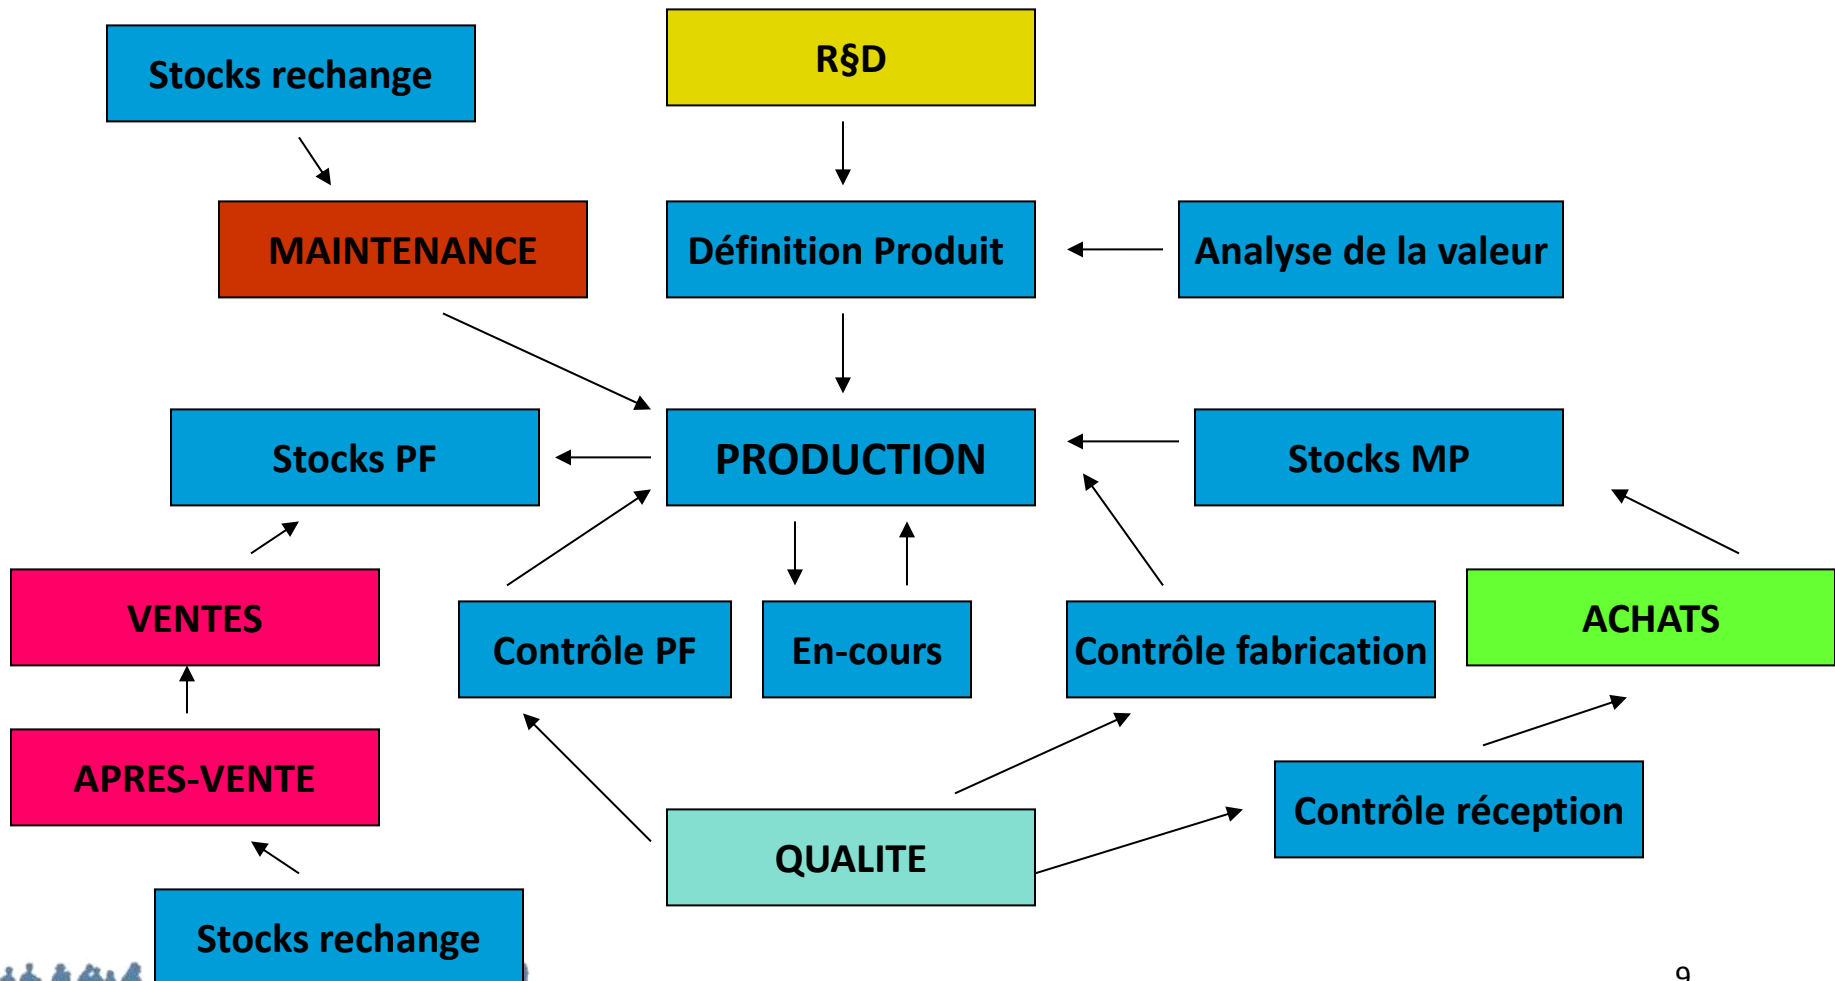 Stocks rechange
R§D
MAINTENANCE
Définition Produit
Analyse de la valeur
Stocks PF
PRODUCTION
Stocks MP
VENTES
Contrôle PF
En-cours
Contrôle fabrication
ACHATS
APRES-VENTE
QUALITE
Contrôle réception
Stocks rechange
9